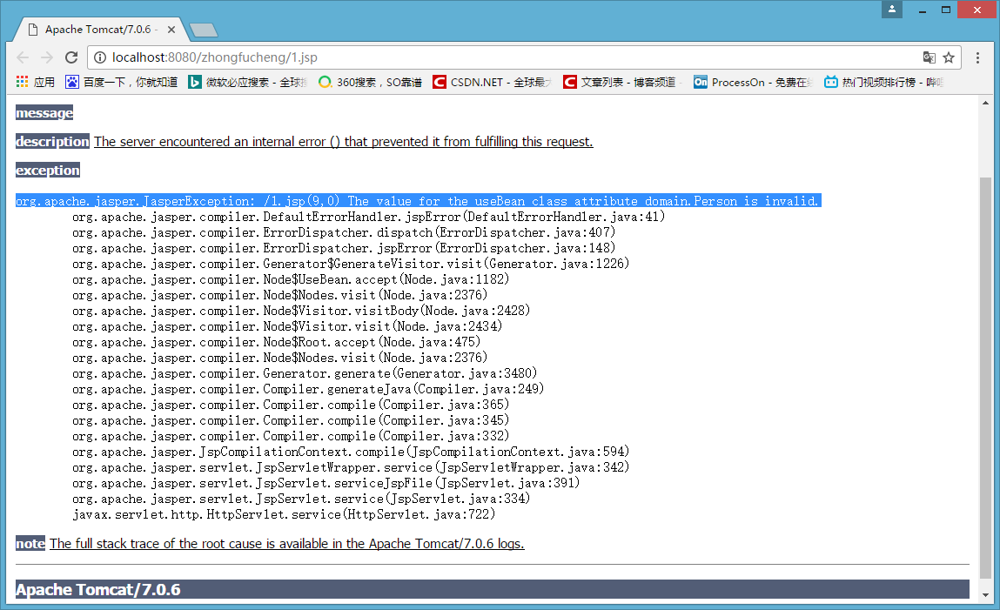 Apache Tomcat/7.0.6 -
localhost:8080/zhongfucheng/1.jsp
应用 百度一下，你就知道 微软必应搜索 - 全球搜 360搜索，SO靠谱 CSDN.NET - 全球最大 文章列表 - 博客频道 - ProcessOn - 免费在线 热门视频排行榜 - 哔哩
message
description The server encountered an internal error () that prevented it from fulfilling this request.
exception
org.apache.jasper.JasperException: /1.jsp(9,0) The value for the useBean class attribute domain.Person is invalid.
org.apache.jasper.compiler.DefaultErrorHandler.jspError(DefaultErrorHandler.java:41)
org.apache.jasper.compiler.ErrorDispatcher.dispatch(ErrorDispatcher.java:407)
org.apache.jasper.compiler.ErrorDispatcher.jspError(ErrorDispatcher.java:148)
org.apache.jasper.compiler.Generator$GenerateVisitor.visit(Generator.java:1226)
org.apache.jasper.compiler.Node$UseBean.accept(Node.java:1182)
org.apache.jasper.compiler.Node$Nodes.visit(Node.java:2376)
org.apache.jasper.compiler.Node$Visitor.visitBody(Node.java:2428)
org.apache.jasper.compiler.Node$Visitor.visit(Node.java:2434)
org.apache.jasper.compiler.Node$Root.accept(Node.java:475)
org.apache.jasper.compiler.Node$Nodes.visit(Node.java:2376)
org.apache.jasper.compiler.Generator.generate(Generator.java:3480)
org.apache.jasper.compiler.Compiler.generateJava(Compiler.java:249)
org.apache.jasper.compiler.Compiler.compile(Compiler.java:365)
org.apache.jasper.compiler.Compiler.compile(Compiler.java:345)
org.apache.jasper.compiler.Compiler.compile(Compiler.java:332)
org.apache.jasper.JspCompilationContext.compile(JspCompilationContext.java:594)
org.apache.jasper.servlet.JspServletWrapper.service(JspServletWrapper.java:342)
org.apache.jasper.servlet.JspServlet.serviceJspFile(JspServlet.java:391)
org.apache.jasper.servlet.JspServlet.service(JspServlet.java:334)
javax.servlet.http.HttpServlet.service(HttpServlet.java:722)
note The full stack trace of the root cause is available in the Apache Tomcat/7.0.6 logs.
Apache Tomcat/7.0.6